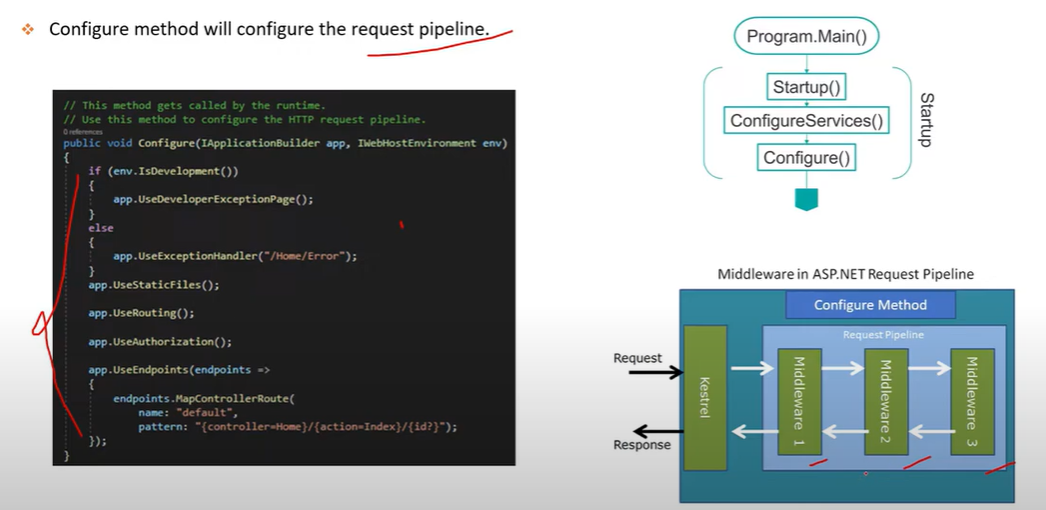 Configure method will configure the request pipeline.
// This method gets called by the runtime.
// Use this method to configure the HTTP request pipeline.
0 references
public void Configure(IApplicationBuilder app, IWebHostEnvironment env)
{
if (env.IsDevelopment())
{
app.UseDeveloperExceptionPage();
}
else
{
app.UseExceptionHandler("/Home/Error");
}
app.UseStaticFiles();
app.UseRouting();
app.UseAuthorization();
app.UseEndpoints(endpoints =>
{
endpoints.MapControllerRoute(
name: "default",
pattern: "{controller=Home}/{action=Index}/{id?}");
});
}
Program.Main()
Startup()
ConfigureServices()
Configure()
Startup
Middleware in ASP.NET Request Pipeline
Configure Method
Request Pipeline
Request
Response
Kestrel
Middleware 1
Middleware 2
Middleware 3